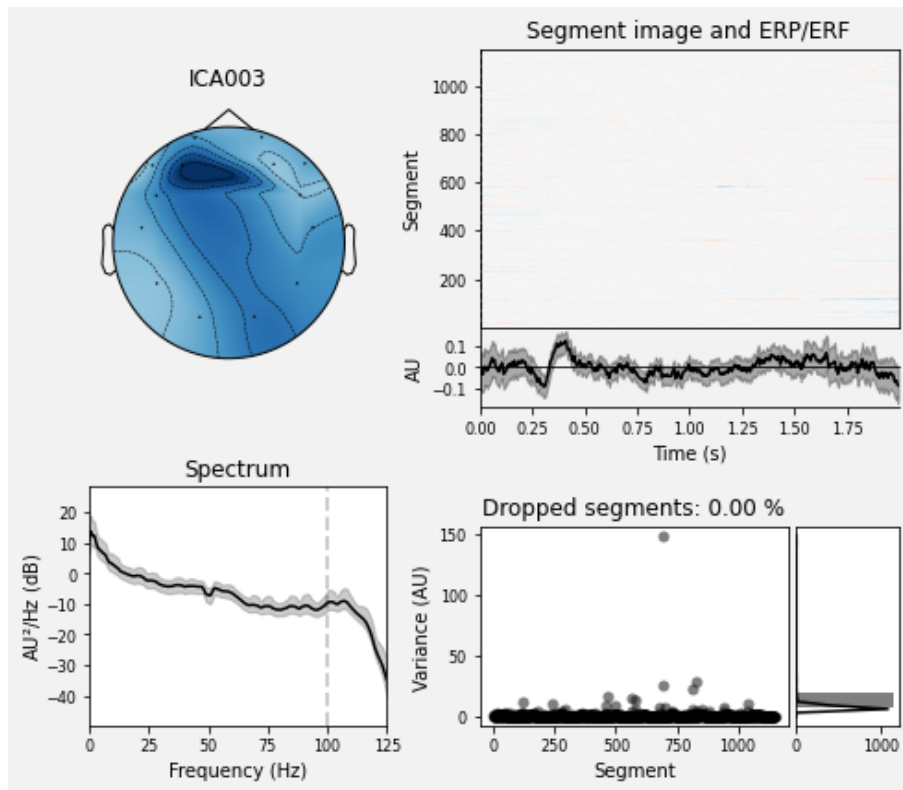 Segment image and ERP/ERF
ICA003
1000
800
600
400
200
Segment
0.1
0.0
−0.1
AU
0.00 0.25 0.50 0.75 1.00 1.25 1.50 1.75
Time (s)
Spectrum
20
10
0
−10
−20
−30
−40
AU²/Hz (dB)
0 25 50 75 100 125
Frequency (Hz)
Dropped segments: 0.00 %
150
100
50
0
Variance (AU)
0 250 500 750 1000
Segment
0 1000